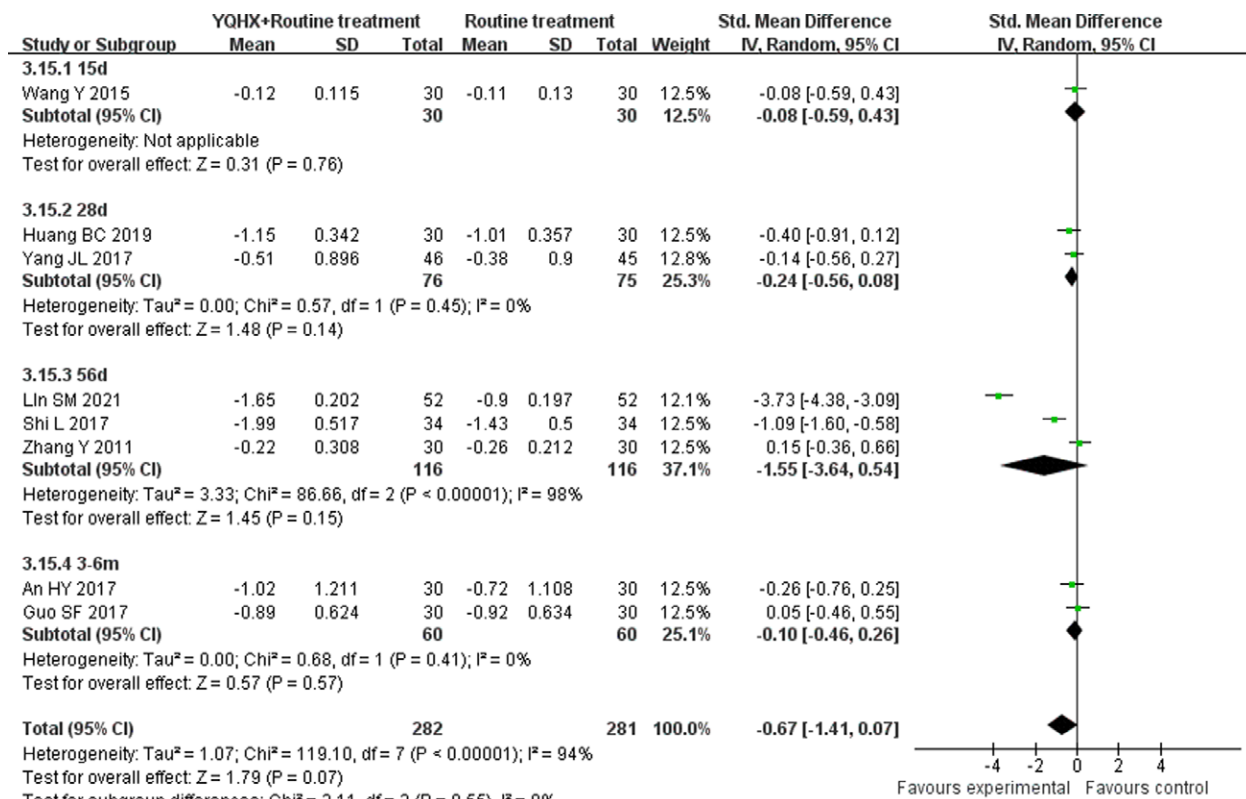 YQHX+Routine treatment Routine treatment Std. Mean Difference Std. Mean Difference
Study or Subgroup Mean SD Total Mean SD Total Weight IV, Random, 95% CI IV, Random, 95% CI
3.15.1 15d
Wang Y 2015 -0.12 0.115 30 -0.11 0.13 30 12.5% -0.08 [-0.59, 0.43]
Subtotal (95% CI) 30 30 12.5% -0.08 [-0.59, 0.43]
Heterogeneity: Not applicable
Test for overall effect: Z = 0.31 (P = 0.76)
3.15.2 28d
Huang BC 2019 -1.15 0.342 30 -1.01 0.357 30 12.5% -0.40 [-0.91, 0.12]
Yang JL 2017 -0.51 0.896 46 -0.38 0.9 45 12.8% -0.14 [-0.56, 0.27]
Subtotal (95% CI) 76 75 25.3% -0.24 [-0.56, 0.08]
Heterogeneity: Tau² = 0.00; Chi² = 0.57, df = 1 (P = 0.45); I² = 0%
Test for overall effect: Z = 1.48 (P = 0.14)
3.15.3 56d
LIn SM 2021 -1.65 0.202 52 -0.9 0.197 52 12.1% -3.73 [-4.38, -3.09]
Shi L 2017 -1.99 0.517 34 -1.43 0.5 34 12.5% -1.09 [-1.60, -0.58]
Zhang Y 2011 -0.22 0.308 30 -0.26 0.212 30 12.5% 0.15 [-0.36, 0.66]
Subtotal (95% CI) 116 116 37.1% -1.55 [-3.64, 0.54]
Heterogeneity: Tau² = 3.33; Chi² = 86.66, df = 2 (P < 0.00001); I² = 98%
Test for overall effect: Z = 1.45 (P = 0.15)
3.15.4 3-6m
An HY 2017 -1.02 1.211 30 -0.72 1.108 30 12.5% -0.26 [-0.76, 0.25]
Guo SF 2017 -0.89 0.624 30 -0.92 0.634 30 12.5% 0.05 [-0.46, 0.55]
Subtotal (95% CI) 60 60 25.1% -0.10 [-0.46, 0.26]
Heterogeneity: Tau² = 0.00; Chi² = 0.68, df = 1 (P = 0.41); I² = 0%
Test for overall effect: Z = 0.57 (P = 0.57)
Total (95% CI) 282 281 100.0% -0.67 [-1.41, 0.07]
Heterogeneity: Tau² = 1.07; Chi² = 119.10, df = 7 (P < 0.00001); I² = 94%
Test for overall effect: Z = 1.79 (P = 0.07)
-4 -2 0 2 4
Favours experimental Favours control